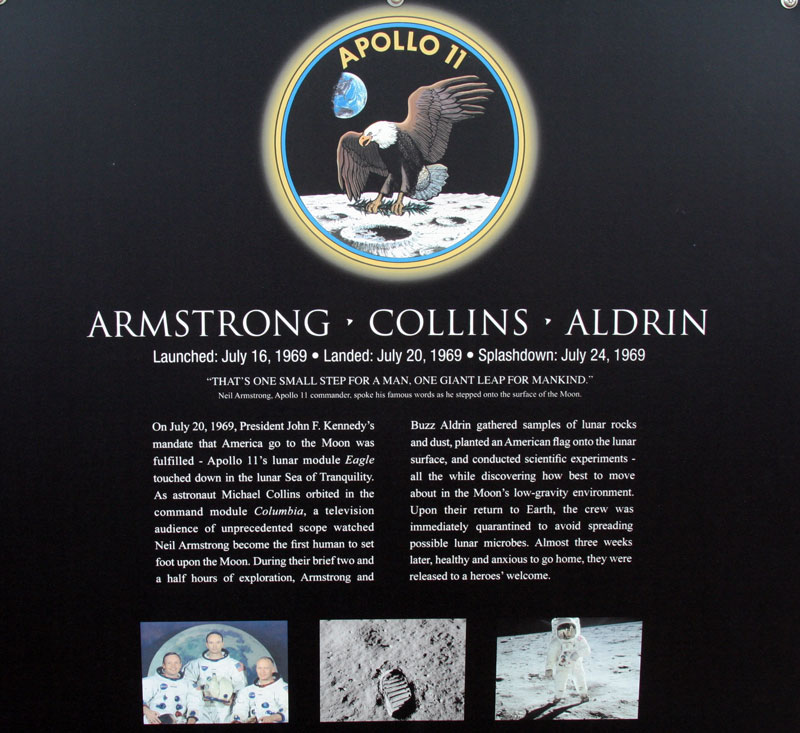 APOLLO 11
ARMSTRONG · COLLINS · ALDRIN
Launched: July 16, 1969 • Landed: July 20, 1969 • Splashdown: July 24, 1969
“THAT’S ONE SMALL STEP FOR A MAN, ONE GIANT LEAP FOR MANKIND.”
Neil Armstrong, Apollo 11 commander, spoke his famous words as he stepped onto the surface of the Moon.
On July 20, 1969, President John F. Kennedy’s
mandate that America go to the Moon was
fulfilled - Apollo 11’s lunar module Eagle
touched down in the lunar Sea of Tranquility.
As astronaut Michael Collins orbited in the
command module Columbia, a television
audience of unprecedented scope watched
Neil Armstrong become the first human to set
foot upon the Moon. During their brief two and
a half hours of exploration, Armstrong and
Buzz Aldrin gathered samples of lunar rocks
and dust, planted an American flag onto the lunar
surface, and conducted scientific experiments -
all the while discovering how best to move
about in the Moon’s low-gravity environment.
Upon their return to Earth, the crew was
immediately quarantined to avoid spreading
possible lunar microbes. Almost three weeks
later, healthy and anxious to go home, they were
released to a heroes’ welcome.